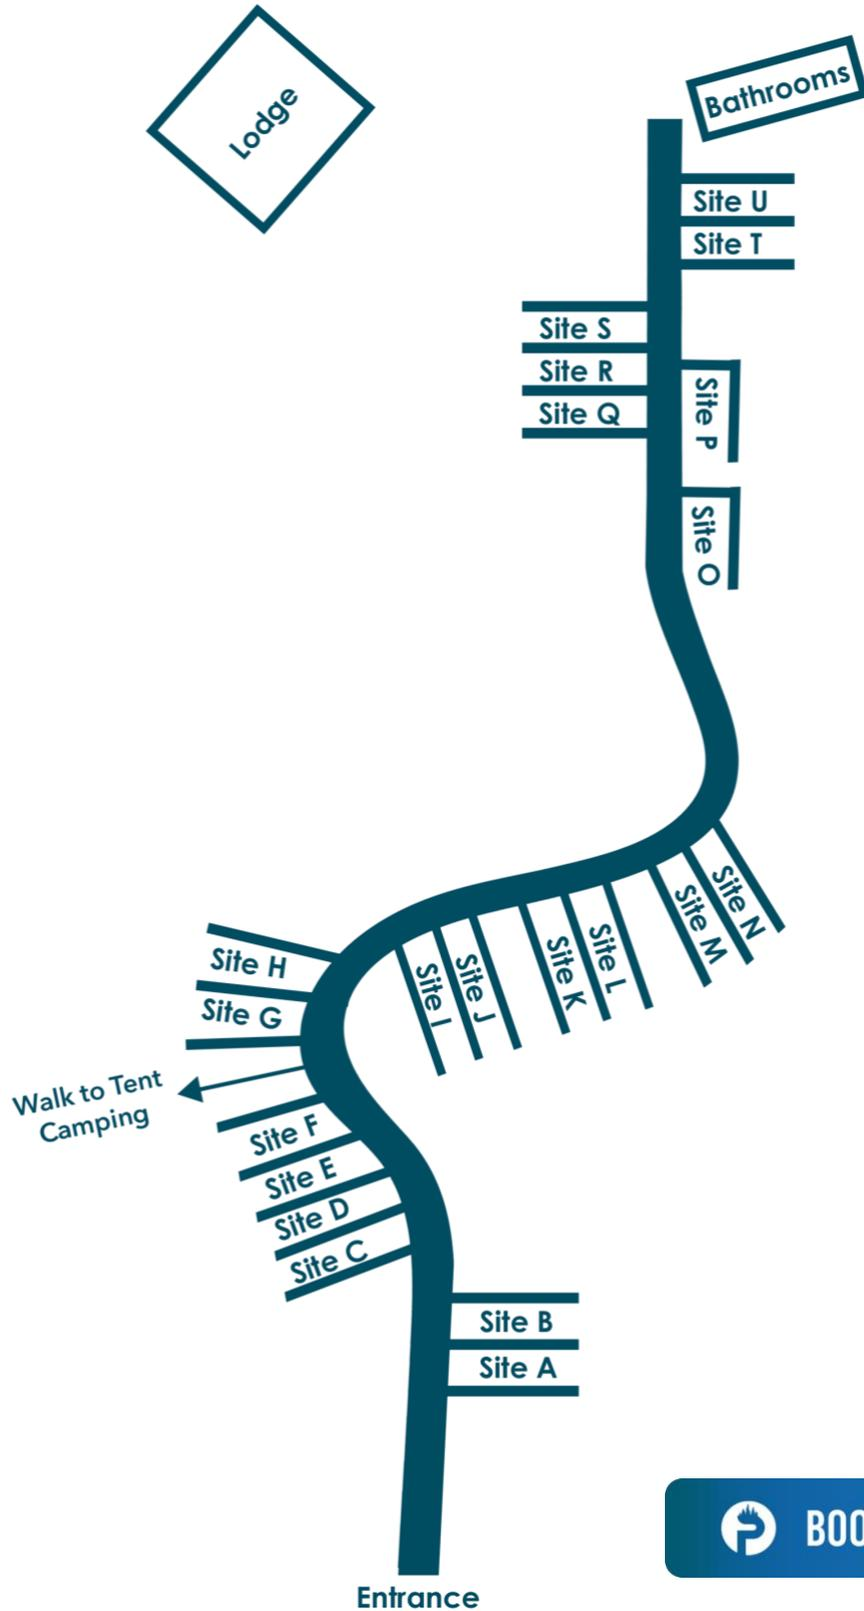 Lodge
Bathrooms
Site U
Site T
Site S
Site R
Site Q
Site P
Site O
Site N
Site M
Site L
Site K
Site J
Site I
Site H
Site G
Walk to Tent
Camping
Site F
Site E
Site D
Site C
Site B
Site A
BOO
Entrance